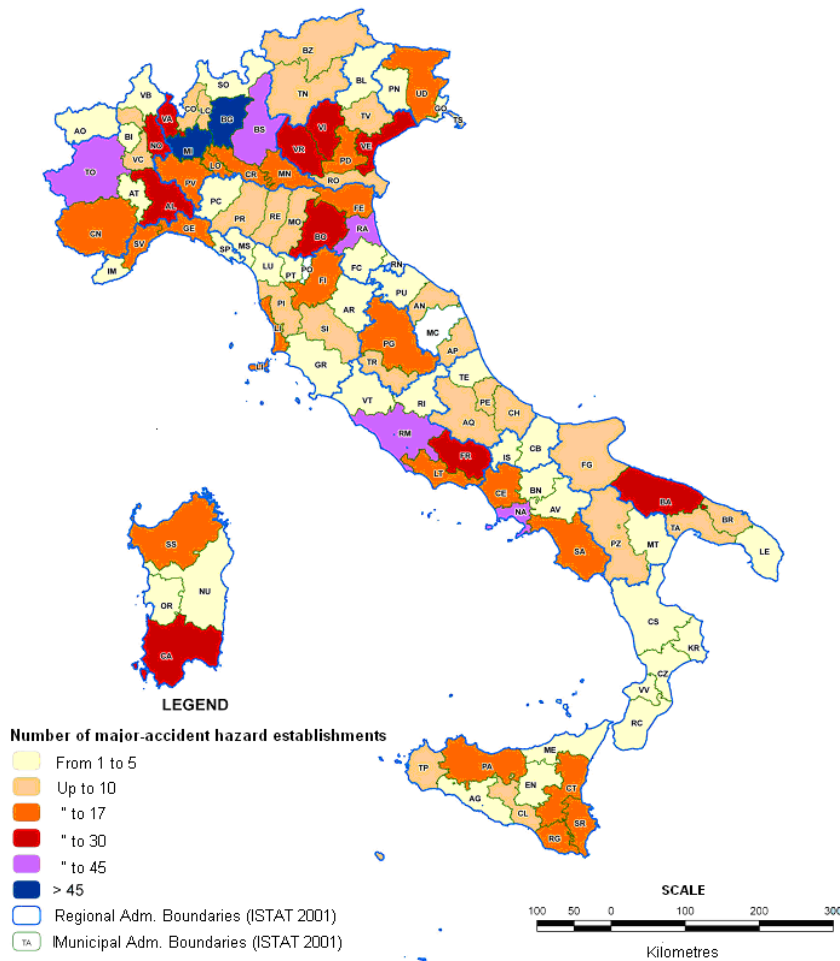 BZ
SO
BL
VB
TN
PN
UD
CO
LC
GO
VA
TV
TS
AO
BG
BS
BI
NO
MI
VI
VE
VR
PD
VC
LO
TO
CR
MN
RO
PV
AT
PC
FE
AL
PR
RE
MO
CN
GE
BO
RA
SV
SP
MS
FC
RN
IM
LU
PT
PO
FI
PU
PI
AR
AN
LI
SI
MC
PG
AP
LI
GR
TR
TE
VT
RI
PE
CH
AQ
RM
FR
IS
CB
LT
FG
CE
BN
BA
NA
AV
BR
TA
SS
SA
PZ
MT
LE
NU
OR
CS
KR
CA
CZ
VV
RC
LEGEND
Number of major-accident hazard establishments
From 1 to 5
Up to 10
" to 17
" to 30
" to 45
> 45
Regional Adm. Boundaries (ISTAT 2001)
TA
Municipal Adm. Boundaries (ISTAT 2001)
ME
TP
PA
EN
CT
AG
CL
SR
RG
SCALE
100 50 0 100 200 300
Kilometres